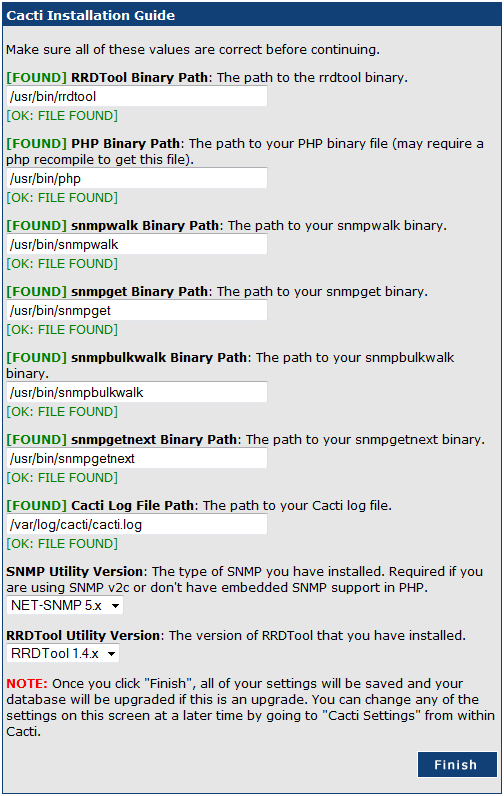 Cacti Installation Guide
Make sure all of these values are correct before continuing.
[FOUND] RRDTool Binary Path: The path to the rrdtool binary.
/usr/bin/rrdtool
[OK: FILE FOUND]
[FOUND] PHP Binary Path: The path to your PHP binary file (may require a
php recompile to get this file).
/usr/bin/php
[OK: FILE FOUND]
[FOUND] snmpwalk Binary Path: The path to your snmpwalk binary.
/usr/bin/snmpwalk
[OK: FILE FOUND]
[FOUND] snmpget Binary Path: The path to your snmpget binary.
/usr/bin/snmpget
[OK: FILE FOUND]
[FOUND] snmpbulkwalk Binary Path: The path to your snmpbulkwalk
binary.
/usr/bin/snmpbulkwalk
[OK: FILE FOUND]
[FOUND] snmpgetnext Binary Path: The path to your snmpgetnext binary.
/usr/bin/snmpgetnext
[OK: FILE FOUND]
[FOUND] Cacti Log File Path: The path to your Cacti log file.
/var/log/cacti/cacti.log
[OK: FILE FOUND]
SNMP Utility Version: The type of SNMP you have installed. Required if you
are using SNMP v2c or don't have embedded SNMP support in PHP.
NET-SNMP 5.x
RRDTool Utility Version: The version of RRDTool that you have installed.
RRDTool 1.4.x
NOTE: Once you click "Finish", all of your settings will be saved and your
database will be upgraded if this is an upgrade. You can change any of the
settings on this screen at a later time by going to "Cacti Settings" from within
Cacti.
Finish